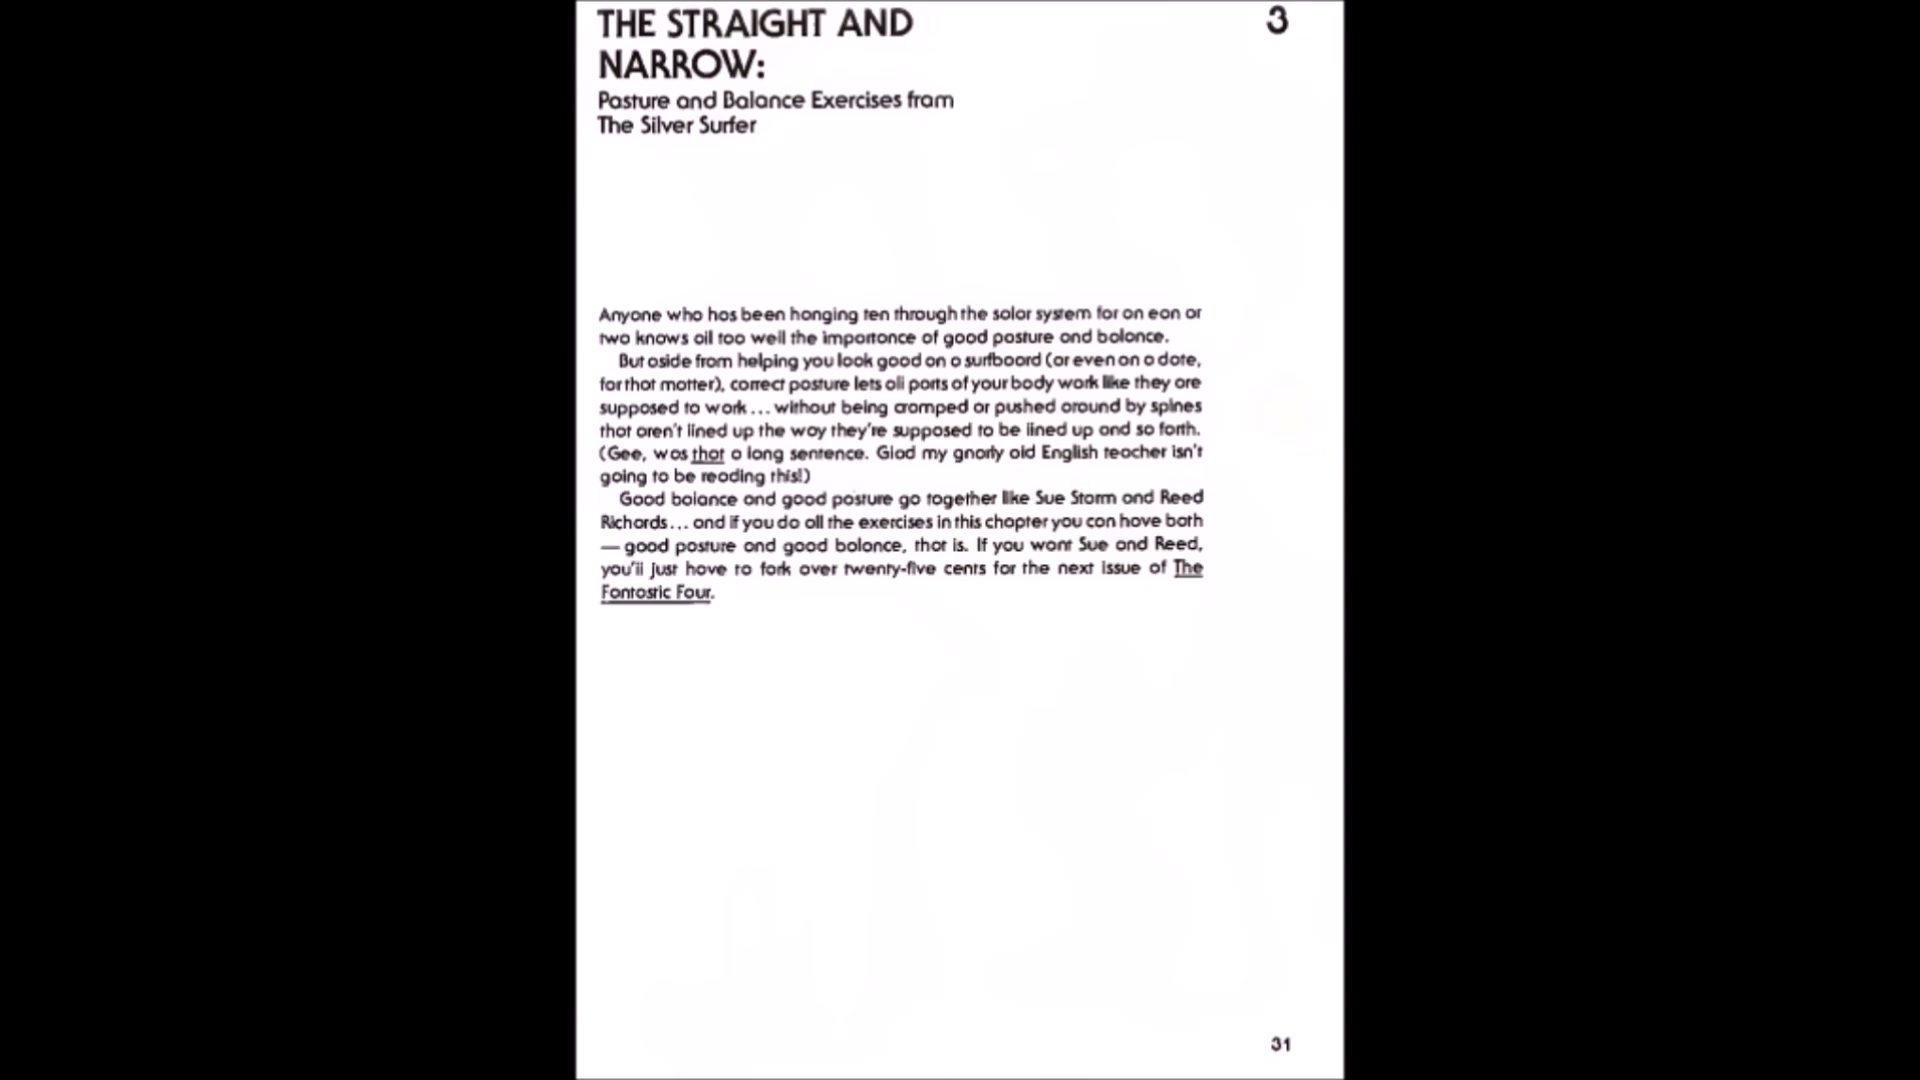 THE STRAIGHT AND
3
NARROW:
Posture and Balance Exercises from
The Silver Surfer
Anyone who has been hanging ten through the solar system for an eon or
two knows all too well the importance of good posture and balance.
But aside from helping you look good on a surfboard (or even on a date,
for that matter), correct posture lets all parts of your body work like they are
supposed to work... without being cramped or pushed around by spines
that aren't lined up the way they're supposed to be lined up and so forth.
(Gee, was that a long sentence. Glad my gnarly old English teacher isn't
going to be reading this!)
Good balance and good posture go together like Sue Storm and Reed
Richards... and if you do all the exercises in this chapter you can have both
— good posture and good balance, that is. If you want Sue and Reed,
you'll just have to fork over twenty-five cents for the next issue of The
Fantastic Four.
31